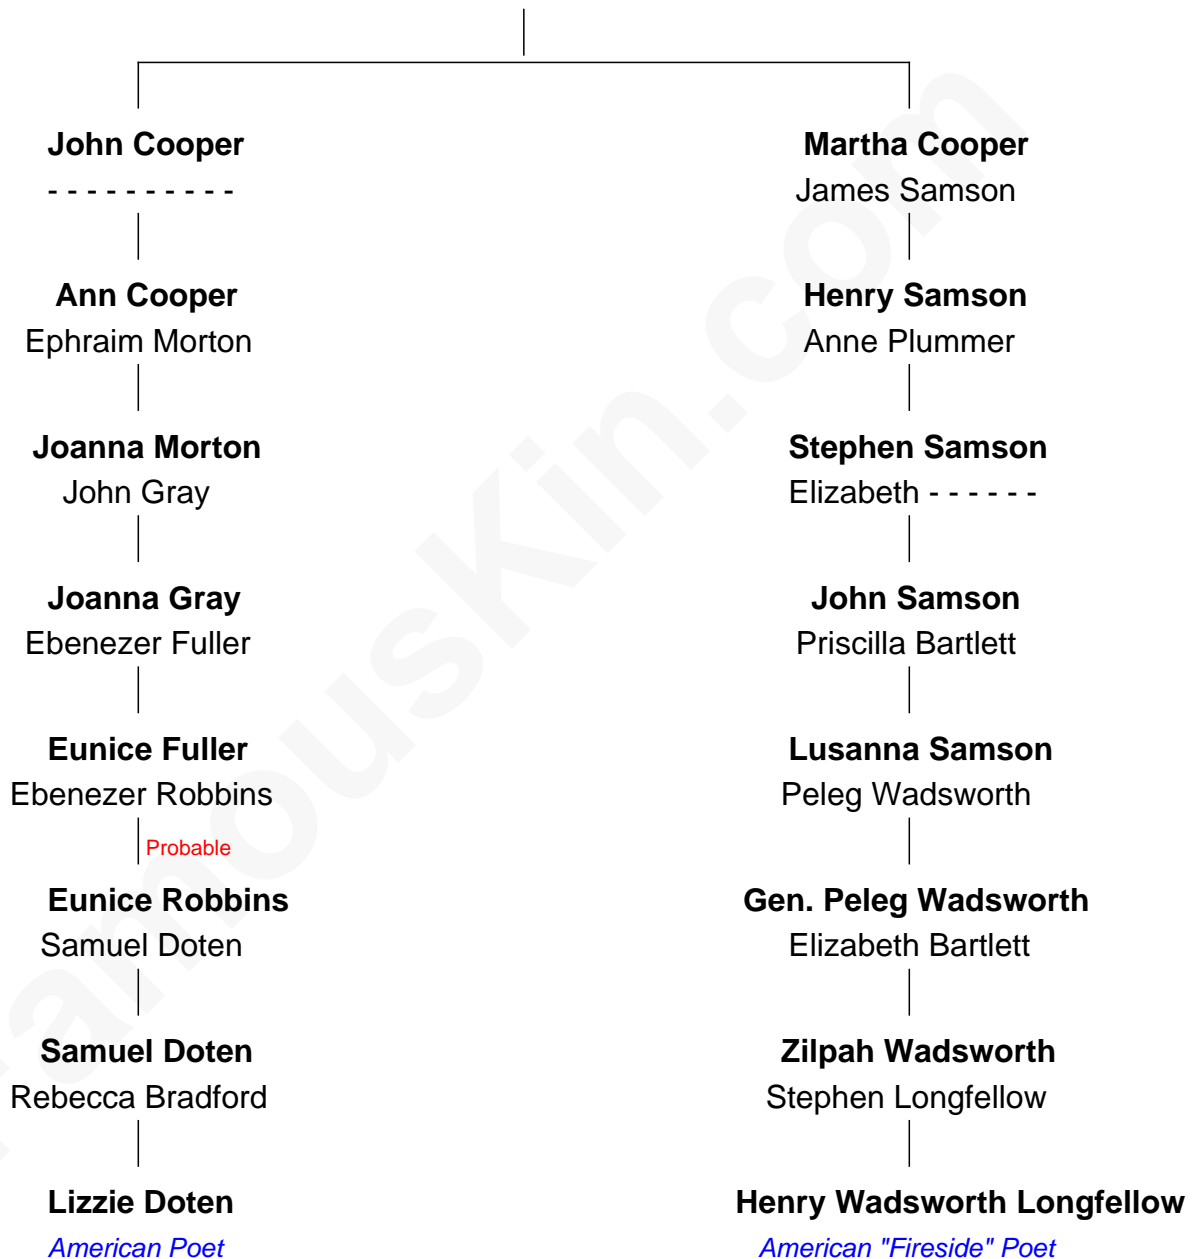 John Cooper
- - - - - - - - - -
Ann Cooper
Ephraim Morton
Joanna Morton
John Gray
Joanna Gray
Ebenezer Fuller
Eunice Fuller
Ebenezer Robbins
Probable
Eunice Robbins
Samuel Doten
Samuel Doten
Rebecca Bradford
Lizzie Doten
American Poet
Martha Cooper
James Samson
Henry Samson
Anne Plummer
Stephen Samson
Elizabeth - - - - - -
John Samson
Priscilla Bartlett
Lusanna Samson
Peleg Wadsworth
Gen. Peleg Wadsworth
Elizabeth Bartlett
Zilpah Wadsworth
Stephen Longfellow
Henry Wadsworth Longfellow
American "Fireside" Poet
FamousKin.com